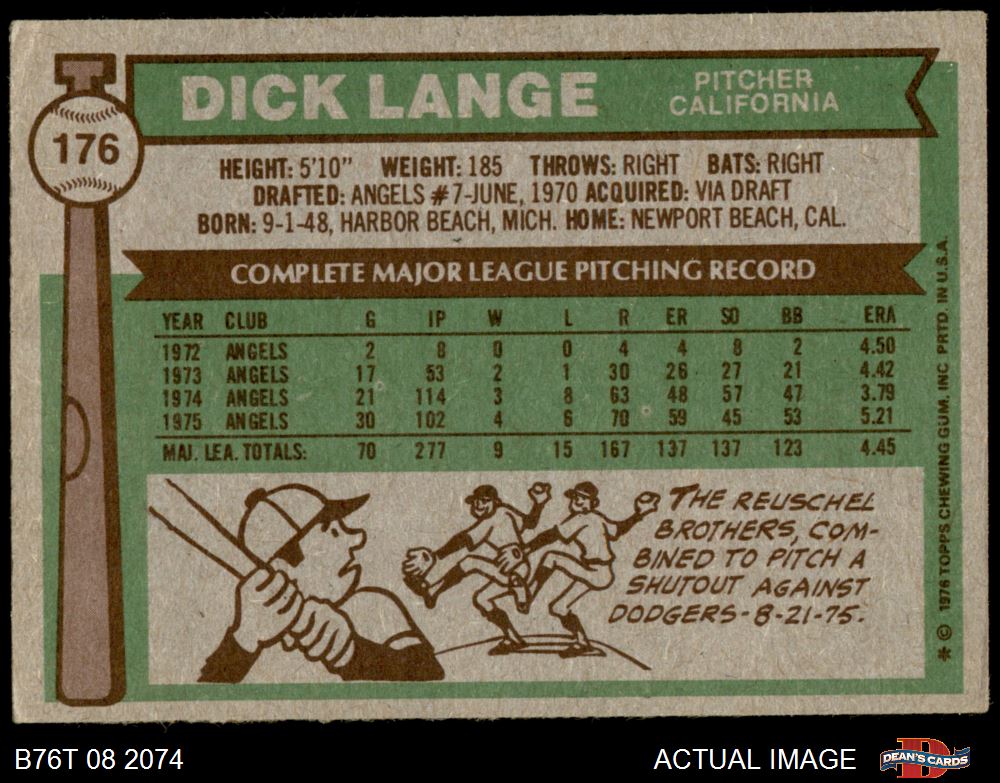 DICK LANGE
PITCHER
CALIFORNIA
176
HEIGHT: 5'10" WEIGHT: 185 THROWS: RIGHT BATS: RIGHT
DRAFTED: ANGELS #7-JUNE, 1970 ACQUIRED: VIA DRAFT
BORN: 9-1-48, HARBOR BEACH, MICH. HOME: NEWPORT BEACH, CAL.
COMPLETE MAJOR LEAGUE PITCHING RECORD
YEAR CLUB G IP W L R ER SO BB ERA
1972 ANGELS 2 8 0 0 4 4 8 2 4.50
1973 ANGELS 17 53 2 1 30 26 27 21 4.42
1974 ANGELS 21 114 3 8 63 48 57 47 3.79
1975 ANGELS 30 102 4 6 70 59 45 53 5.21
MAJ. LEA. TOTALS: 70 277 9 15 167 137 137 123 4.45
THE REUSCHEL
BROTHERS, COM-
BINED TO PITCH A
SHUTOUT AGAINST
DODGERS-8-21-75.
* © 1976 TOPPS CHEWING GUM, INC PRTD. IN U.S.A.
B76T 08 2074
ACTUAL IMAGE
D
DEAN'S CARDS